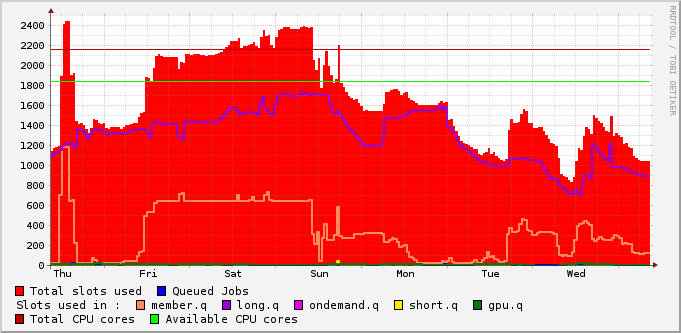 RRDTOOL / TOBI OETIKER
2400
2200
2000
1800
1600
1400
1200
1000
800
600
400
200
0
Thu Fri Sat Sun Mon Tue Wed
Total slots used Queued Jobs
Slots used in : member.q long.q ondemand.q short.q gpu.q
Total CPU cores Available CPU cores